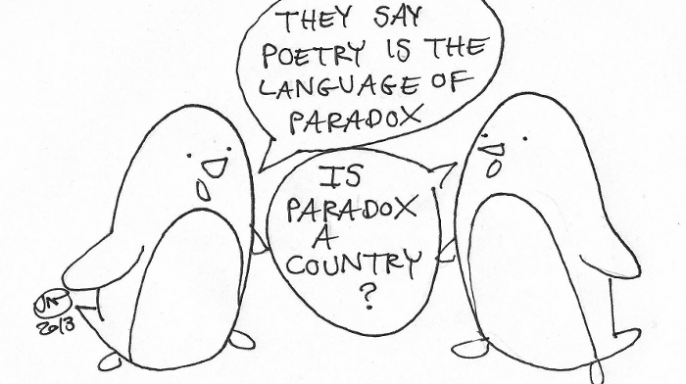 THEY SAY
POETRY IS THE
LANGUAGE OF
PARADOX
IS
PARADOX
A
COUNTRY
?
2013